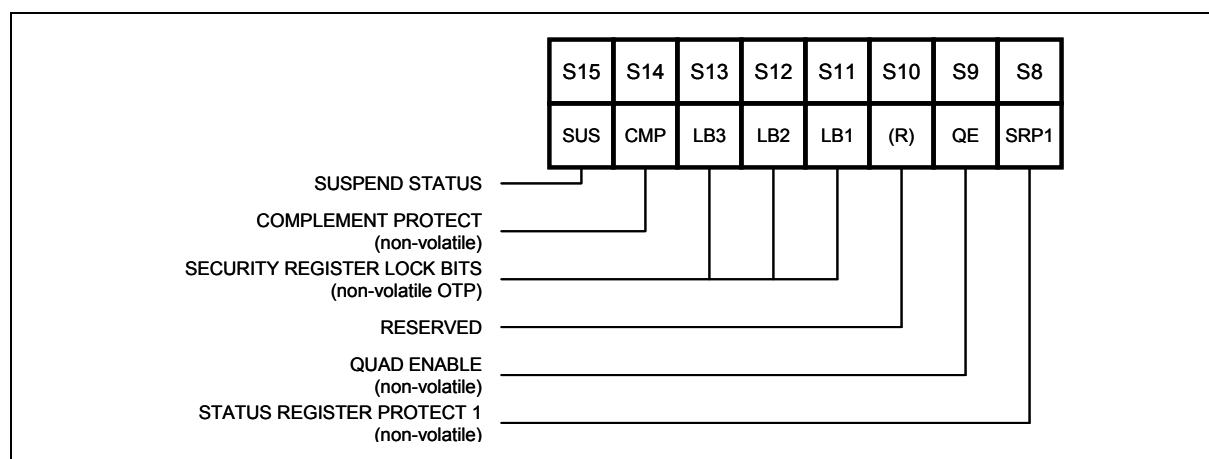 S15 S14 S13 S12 S11 S10 S9 S8
SUS CMP LB3 LB2 LB1 (R) QE SRP1
SUSPEND STATUS
COMPLEMENT PROTECT
(non-volatile)
SECURITY REGISTER LOCK BITS
(non-volatile OTP)
RESERVED
QUAD ENABLE
(non-volatile)
STATUS REGISTER PROTECT 1
(non-volatile)